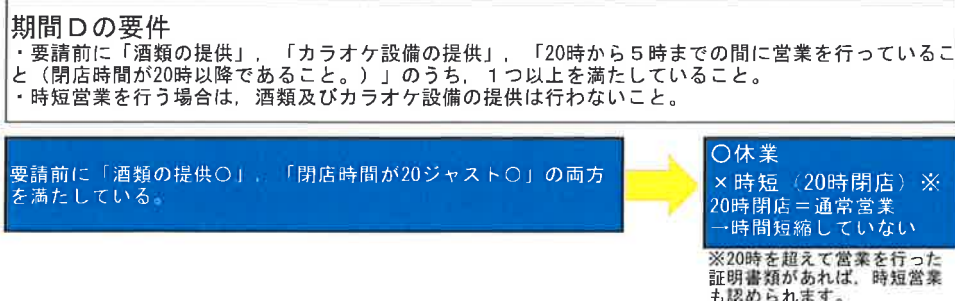 期間Dの要件
・要請前に「酒類の提供」，「カラオケ設備の提供」，「20時から５時までの間に営業を行っているこ
と（閉店時間が20時以降であること。）」のうち，１つ以上を満たしていること。
・時短営業を行う場合は，酒類及びカラオケ設備の提供は行わないこと。
要請前に「酒類の提供○」，「閉店時間が20ジャスト○」の両方
を満たしている。
○休業
×時短（20時閉店）※
20時閉店＝通常営業
→時間短縮していない
※20時を超えて営業を行った
証明書類があれば，時短営業
も認められます。